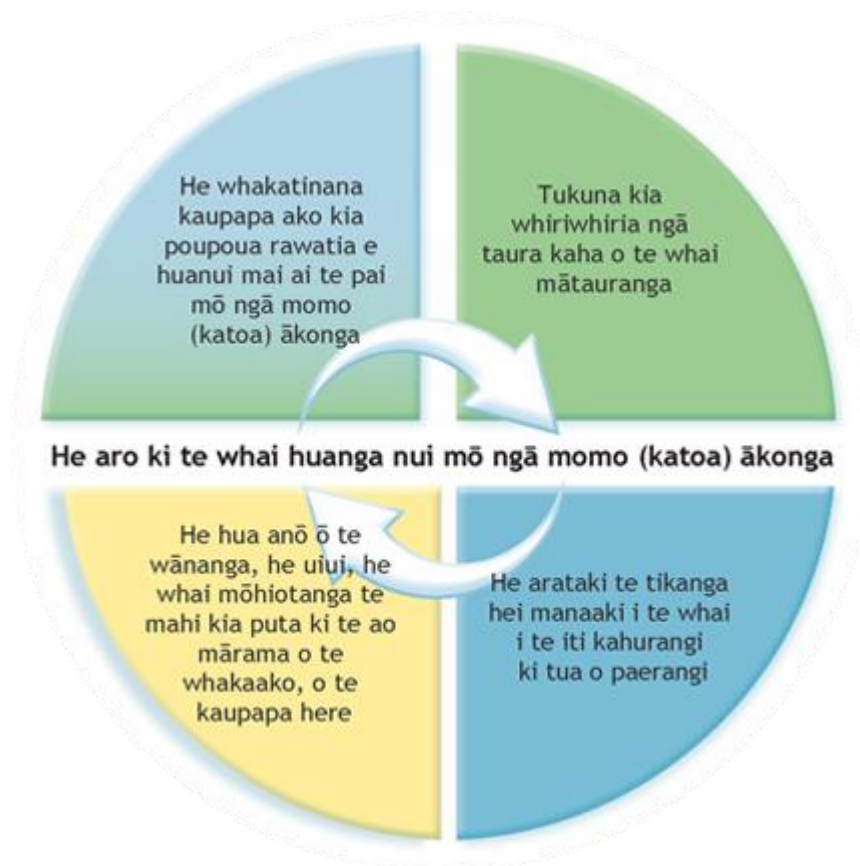 He whakatinana
kaupapa ako kia
poupoua rawatia e
huanui mai ai te pai
mō ngā momo
(katoa) ākonga
Tukuna kia
whiriwhiria ngā
taura kaha o te whai
mātauranga
He aro ki te whai huanga nui mō ngā momo (katoa) ākonga
He hua anō ō te
wānanga, he uiui, he
whai mōhiotanga te
mahi kia puta ki te ao
mārama o te
whakaako, o te
kaupapa here
He arataki te tikanga
hei manaaki i te whai
i te iti kahurangi
ki tua o paerangi